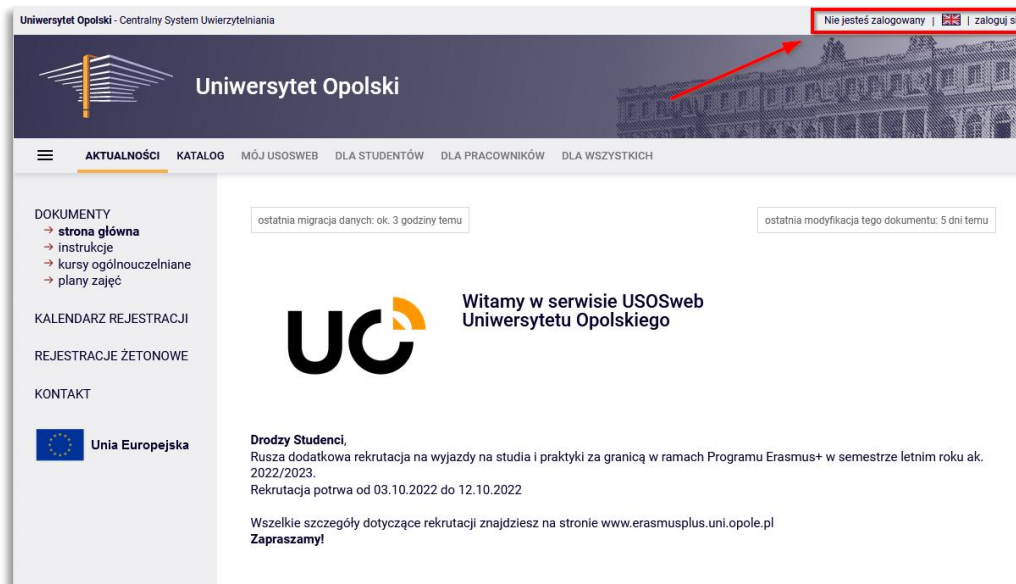 Uniwersytet Opolski - Centralny System Uwierzytelniania
Nie jesteś zalogowany | | zaloguj si
Uniwersytet Opolski
AKTUALNOŚCI KATALOG MÓJ USOSWEB DLA STUDENTÓW DLA PRACOWNIKÓW DLA WSZYSTKICH
DOKUMENTY
→ strona główna
→ instrukcje
→ kursy ogólnouczelniane
→ plany zajęć
KALENDARZ REJESTRACJI
REJESTRACJE ŻETONOWE
KONTAKT
Unia Europejska
ostatnia migracja danych: ok. 3 godziny temu
ostatnia modyfikacja tego dokumentu: 5 dni temu
UO
Witamy w serwisie USOSweb
Uniwersytetu Opolskiego
Drodzy Studenci,
Rusza dodatkowa rekrutacja na wyjazdy na studia i praktyki za granicą w ramach Programu Erasmus+ w semestrze letnim roku ak.
2022/2023.
Rekrutacja potrwa od 03.10.2022 do 12.10.2022
Wszelkie szczegóły dotyczące rekrutacji znajdziesz na stronie www.erasmusplus.uni.opole.pl
Zapraszamy!